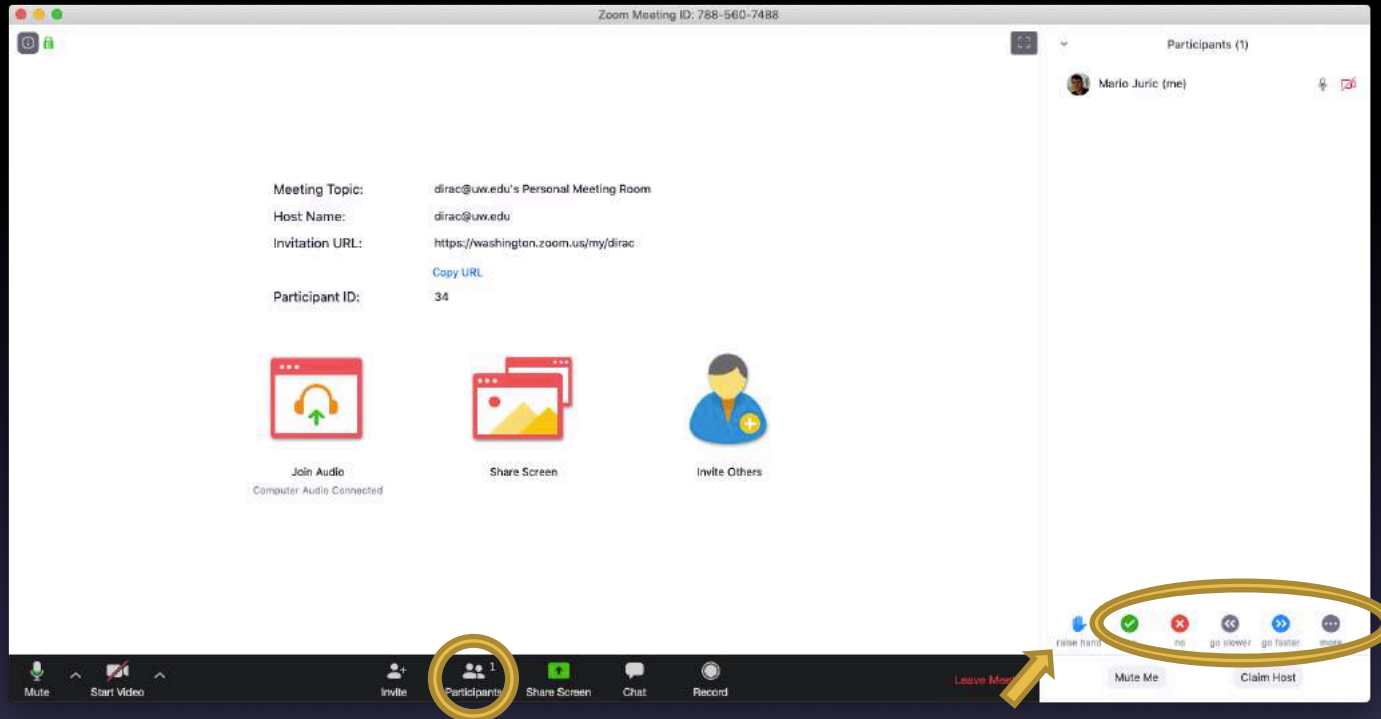 Zoom Meeting ID: 788-560-7488
Participants (1)
Mario Juric (me)
Meeting Topic: dirac@uw.edu's Personal Meeting Room
Host Name: dirac@uw.edu
Invitation URL: https://washington.zoom.us/my/dirac
Copy URL
Participant ID: 34
Join Audio Share Screen Invite Others
Computer Audio Connected
raise hand no go slower go faster more
Mute Start Video Invite Participants 1 Share Screen Chat Record Leave
Mute Me Claim Host